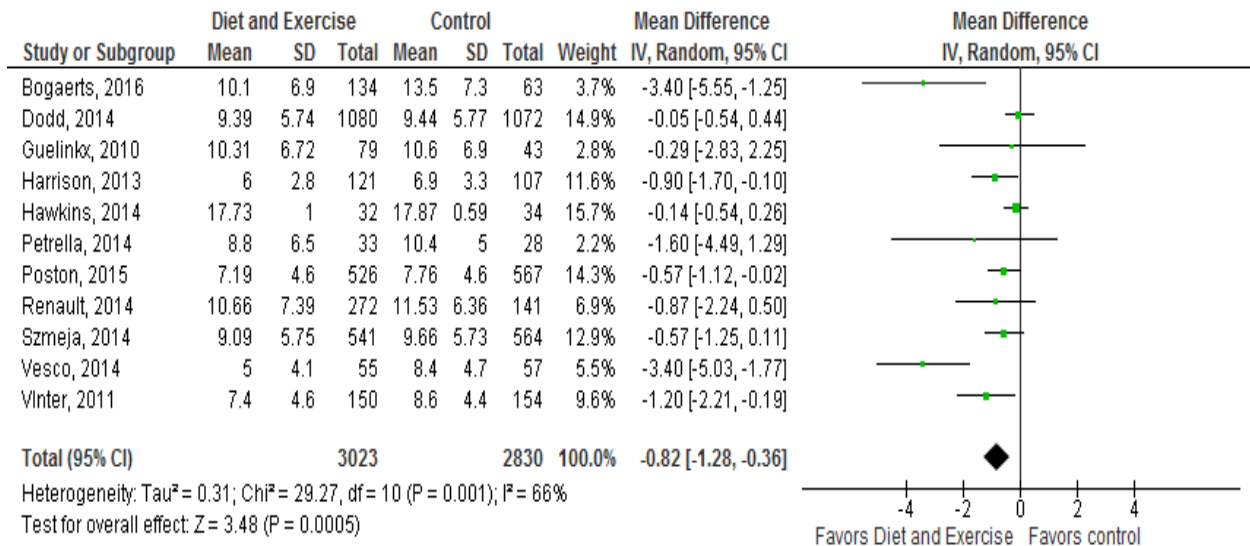 Diet and Exercise Control Mean Difference Mean Difference
Study or Subgroup Mean SD Total Mean SD Total Weight IV, Random, 95% CI IV, Random, 95% CI
Bogaerts, 2016 10.1 6.9 134 13.5 7.3 63 3.7% -3.40 [-5.55, -1.25]
Dodd, 2014 9.39 5.74 1080 9.44 5.77 1072 14.9% -0.05 [-0.54, 0.44]
Guelinkx, 2010 10.31 6.72 79 10.6 6.9 43 2.8% -0.29 [-2.83, 2.25]
Harrison, 2013 6 2.8 121 6.9 3.3 107 11.6% -0.90 [-1.70, -0.10]
Hawkins, 2014 17.73 1 32 17.87 0.59 34 15.7% -0.14 [-0.54, 0.26]
Petrella, 2014 8.8 6.5 33 10.4 5 28 2.2% -1.60 [-4.49, 1.29]
Poston, 2015 7.19 4.6 526 7.76 4.6 567 14.3% -0.57 [-1.12, -0.02]
Renault, 2014 10.66 7.39 272 11.53 6.36 141 6.9% -0.87 [-2.24, 0.50]
Szmeja, 2014 9.09 5.75 541 9.66 5.73 564 12.9% -0.57 [-1.25, 0.11]
Vesco, 2014 5 4.1 55 8.4 4.7 57 5.5% -3.40 [-5.03, -1.77]
VInter, 2011 7.4 4.6 150 8.6 4.4 154 9.6% -1.20 [-2.21, -0.19]
Total (95% CI) 3023 2830 100.0% -0.82 [-1.28, -0.36]
Heterogeneity: Tau² = 0.31; Chi² = 29.27, df = 10 (P = 0.001); I² = 66%
Test for overall effect: Z = 3.48 (P = 0.0005)
-4 -2 0 2 4
Favors Diet and Exercise Favors control